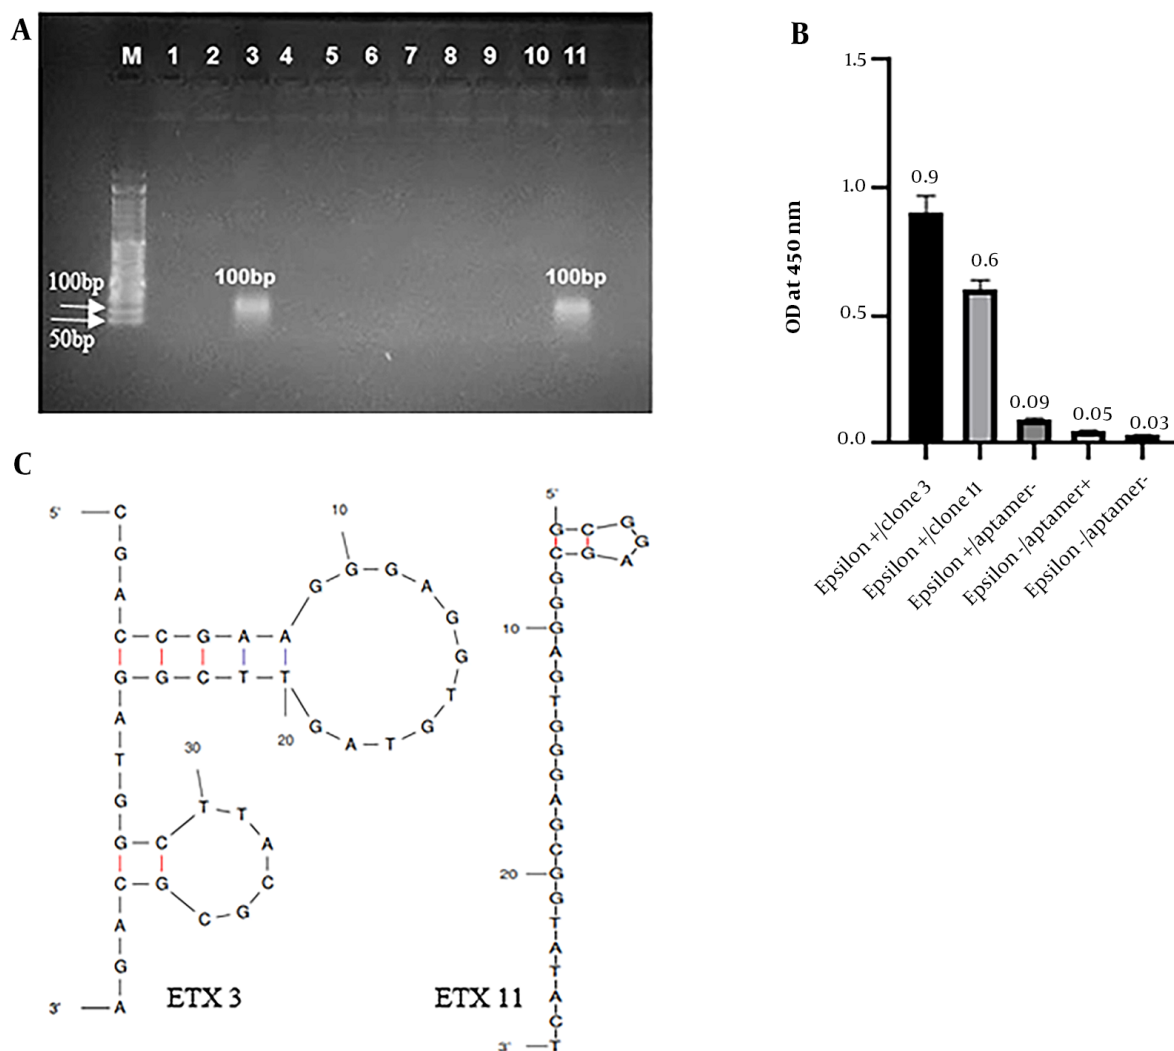 A
M 1 2 3 4 5 6 7 8 9 10 11
100bp
50bp
100bp
100bp
B
OD at 450 nm
1.5
1.0
0.5
0.0
0.9
0.6
0.09
0.05
0.03
Epsilon +/clone 3
Epsilon +/clone 11
Epsilon +/aptamer-
Epsilon -/aptamer+
Epsilon -/aptamer-
C
5'
C G A C C G A A G G G A G G T G T A G T T C G G G A T G G C T T A C G C G C A G A
10
20
30
3'
ETX 3
5'
G C G G A G C G G G A G T G G G A G C G G T A T A C T
10
20
3'
ETX 11